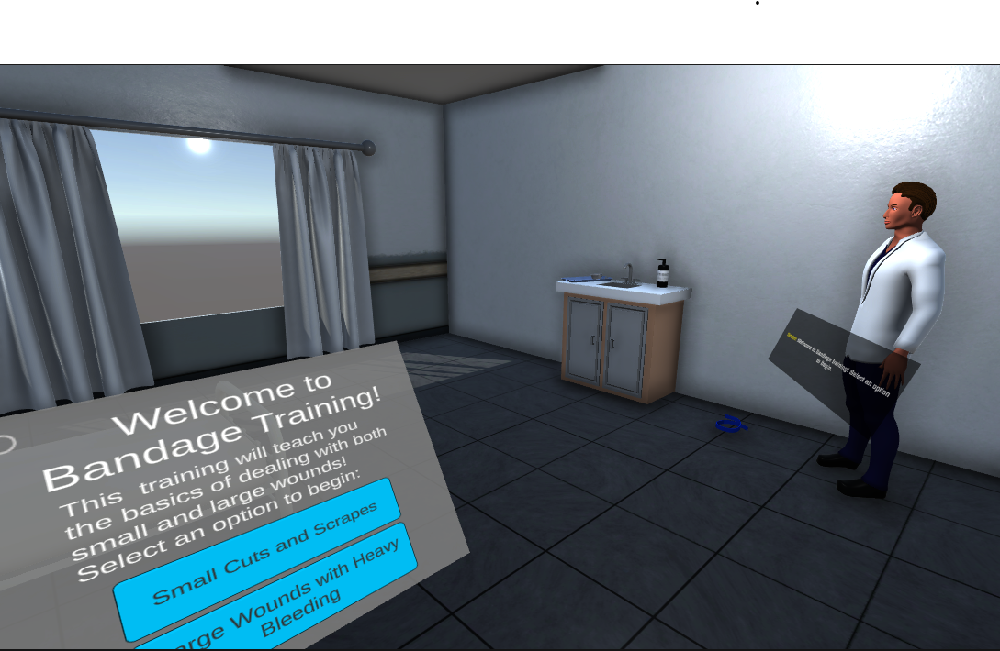 Welcome to
Bandage Training!
This training will teach you
the basics of dealing with both
small and large wounds!
Select an option to begin:
Small Cuts and Scrapes
arge Wounds with Heavy
Bleeding
Welcome to Bandage training! Select an option
to begin.